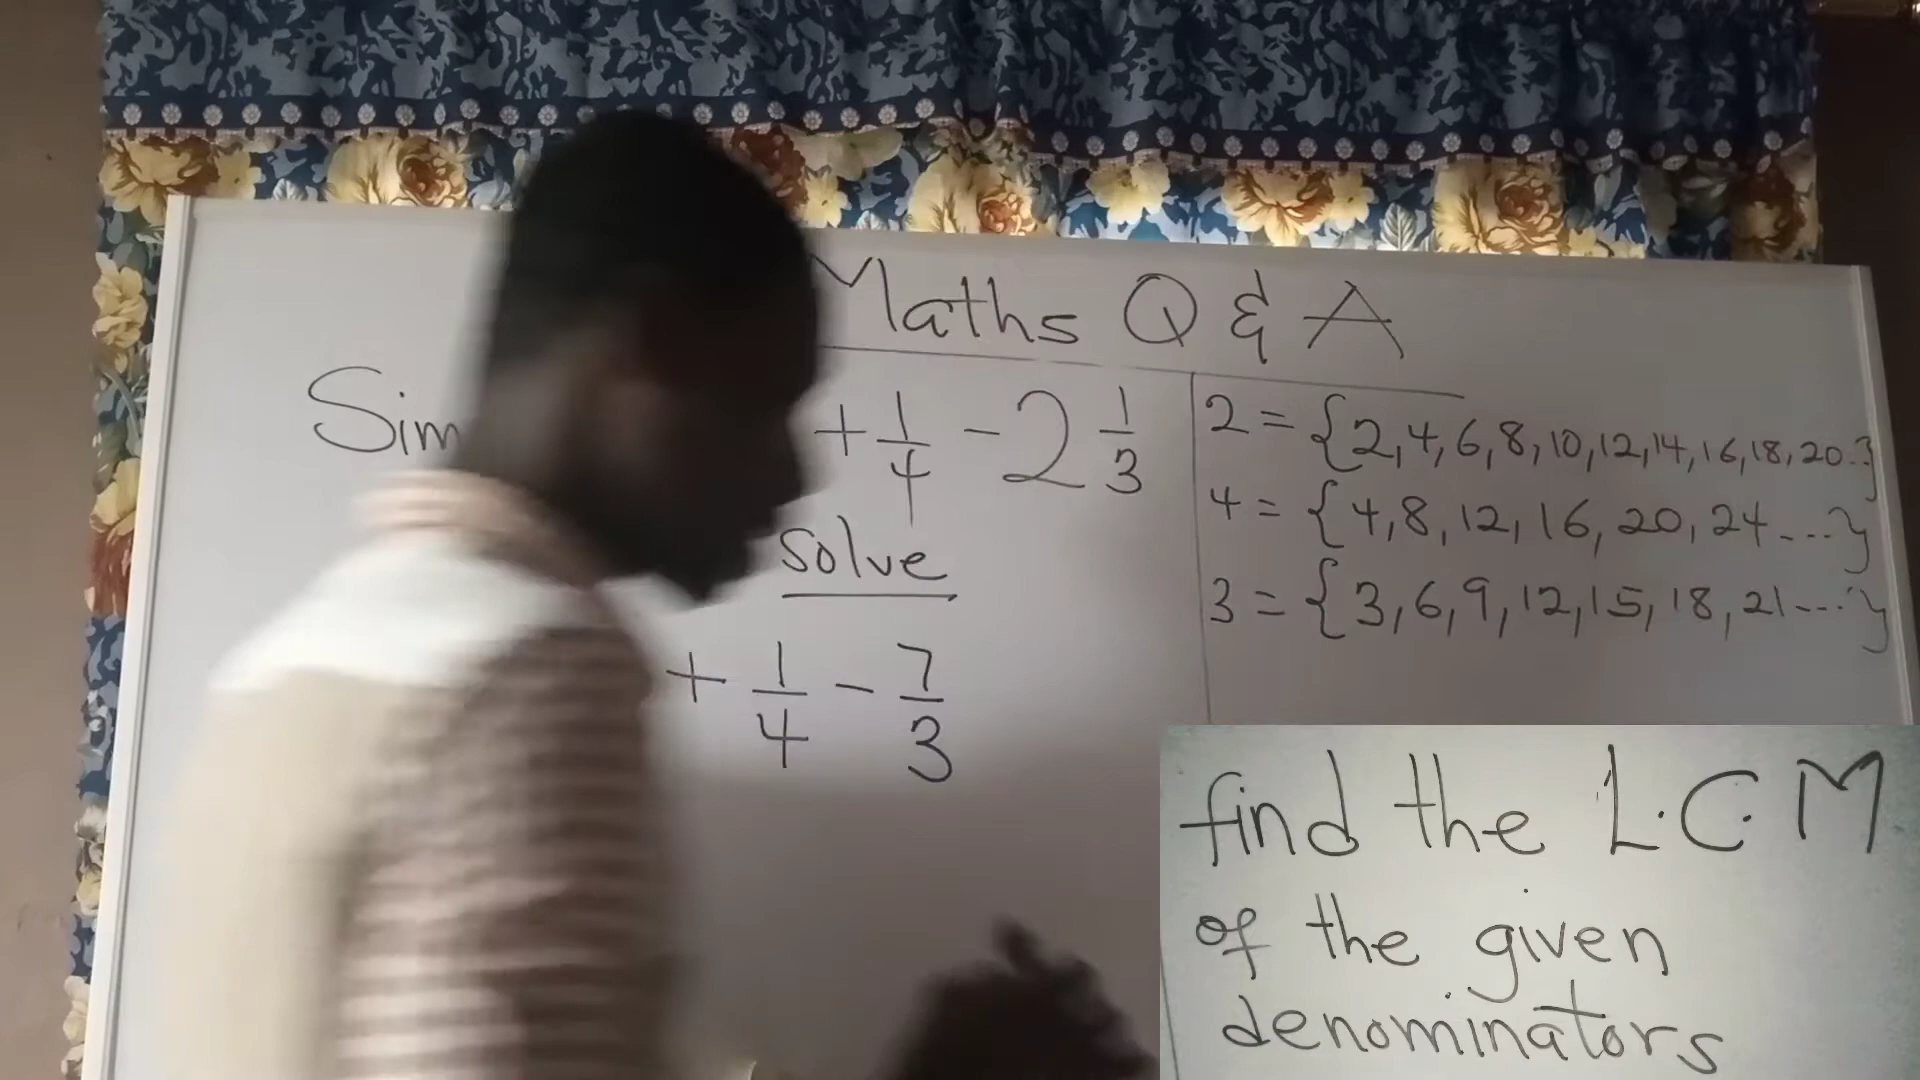 Maths Q & A
Sim + 1/4 - 2 1/3
solve
+ 1/4 - 7/3
2 = {2,4,6,8,10,12,14,16,18,20..}
4 = {4,8,12,16,20,24....}
3 = {3,6,9,12,15,18,21....}
find the L.C.M
of the given
denominators